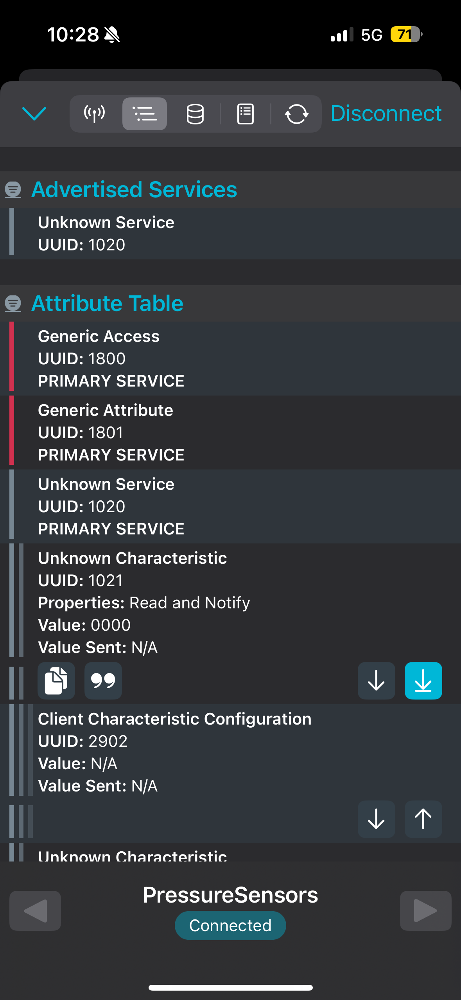 10:28
5G
71
Disconnect
Advertised Services
Unknown Service
UUID: 1020
Attribute Table
Generic Access
UUID: 1800
PRIMARY SERVICE
Generic Attribute
UUID: 1801
PRIMARY SERVICE
Unknown Service
UUID: 1020
PRIMARY SERVICE
Unknown Characteristic
UUID: 1021
Properties: Read and Notify
Value: 0000
Value Sent: N/A
Client Characteristic Configuration
UUID: 2902
Value: N/A
Value Sent: N/A
Unknown Characteristic
PressureSensors
Connected